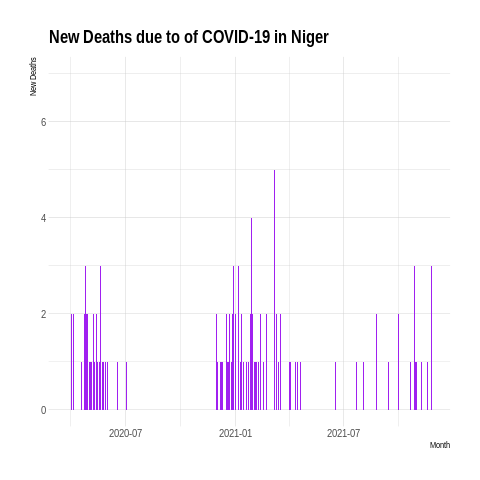 New Deaths due to of COVID-19 in Niger
New Deaths
6
4
2
0
2020-07 2021-01 2021-07
Month